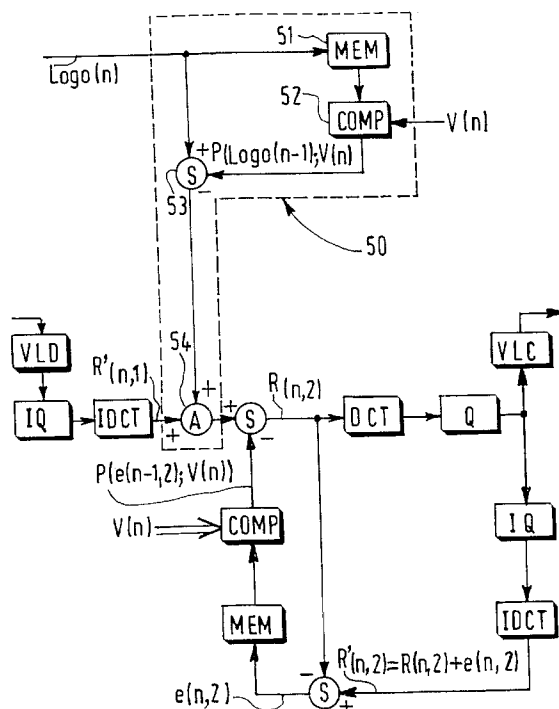 51
MEM
Logo(n)
52
COMP
V(n)
+
P(Logo(n-1);V(n)
S
-
53
50
54
VLD
R'(n,1)
+
R(n,2)
VLC
IQ
IDCT
+
A
+
S
-
DCT
Q
P(e(n-1,2);V(n))
V(n)
COMP
IQ
MEM
IDCT
-
R'(n,2)=R(n,2)+e(n,2)
e(n,2)
S
+